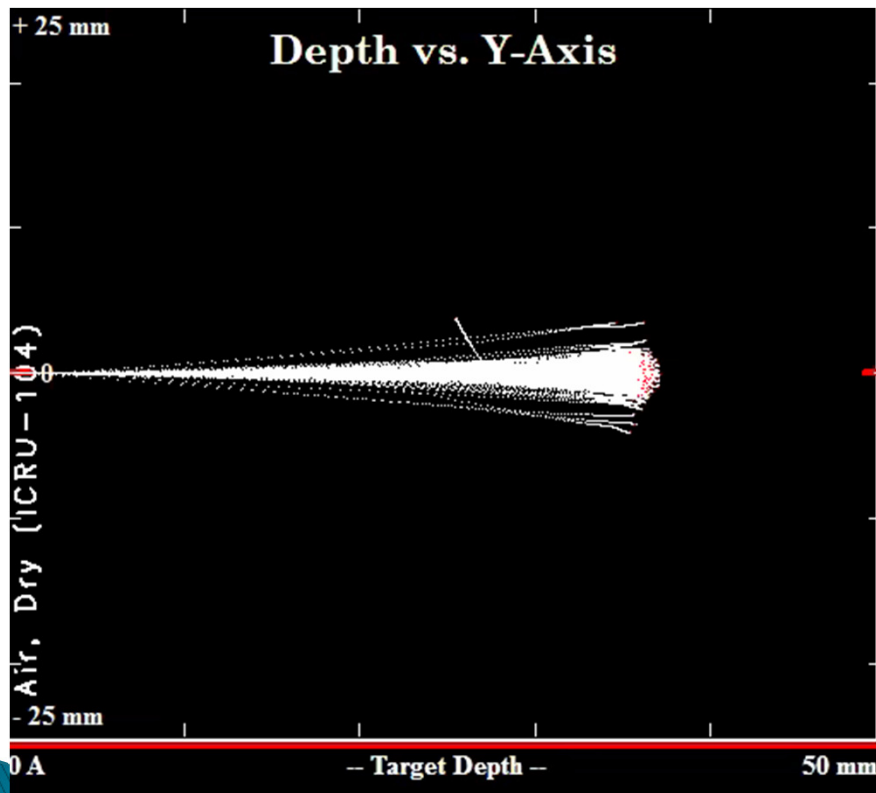 + 25 mm
Depth vs. Y-Axis
0
Air, Dry (ICRU-104)
- 25 mm
0 A
-- Target Depth --
50 mm